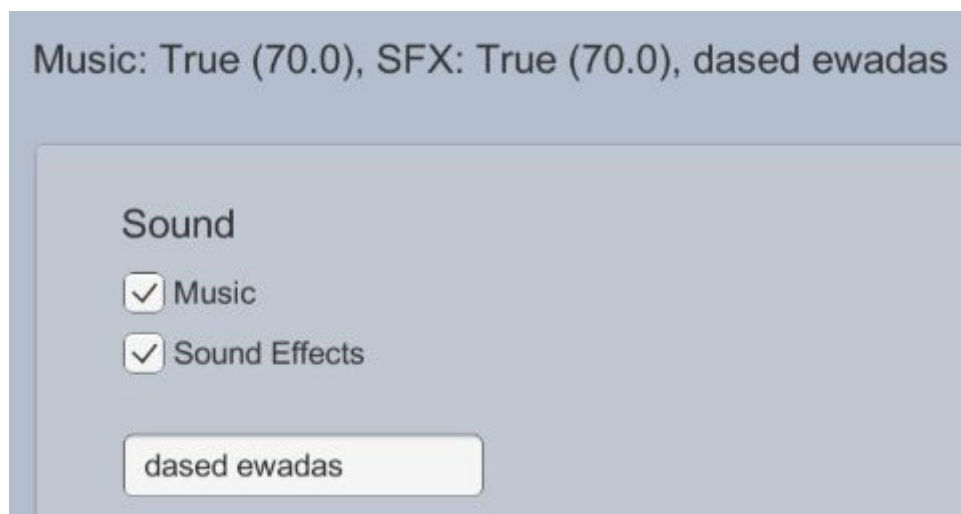 Music: True (70.0), SFX: True (70.0), dased ewadas
Sound
Music
Sound Effects
dased ewadas